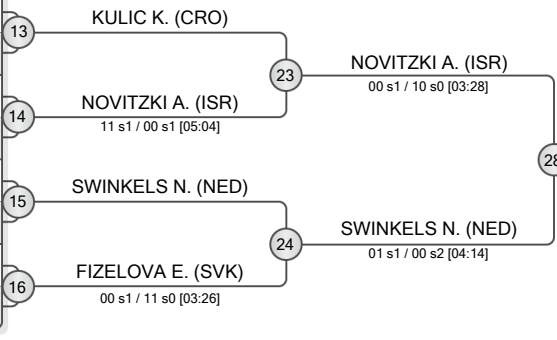 13
KULIC K. (CRO)
23
NOVITZKI A. (ISR)
00 s1 / 10 s0 [03:28]
14
NOVITZKI A. (ISR)
11 s1 / 00 s1 [05:04]
28
15
SWINKELS N. (NED)
24
SWINKELS N. (NED)
01 s1 / 00 s2 [04:14]
16
FIZELOVA E. (SVK)
00 s1 / 11 s0 [03:26]